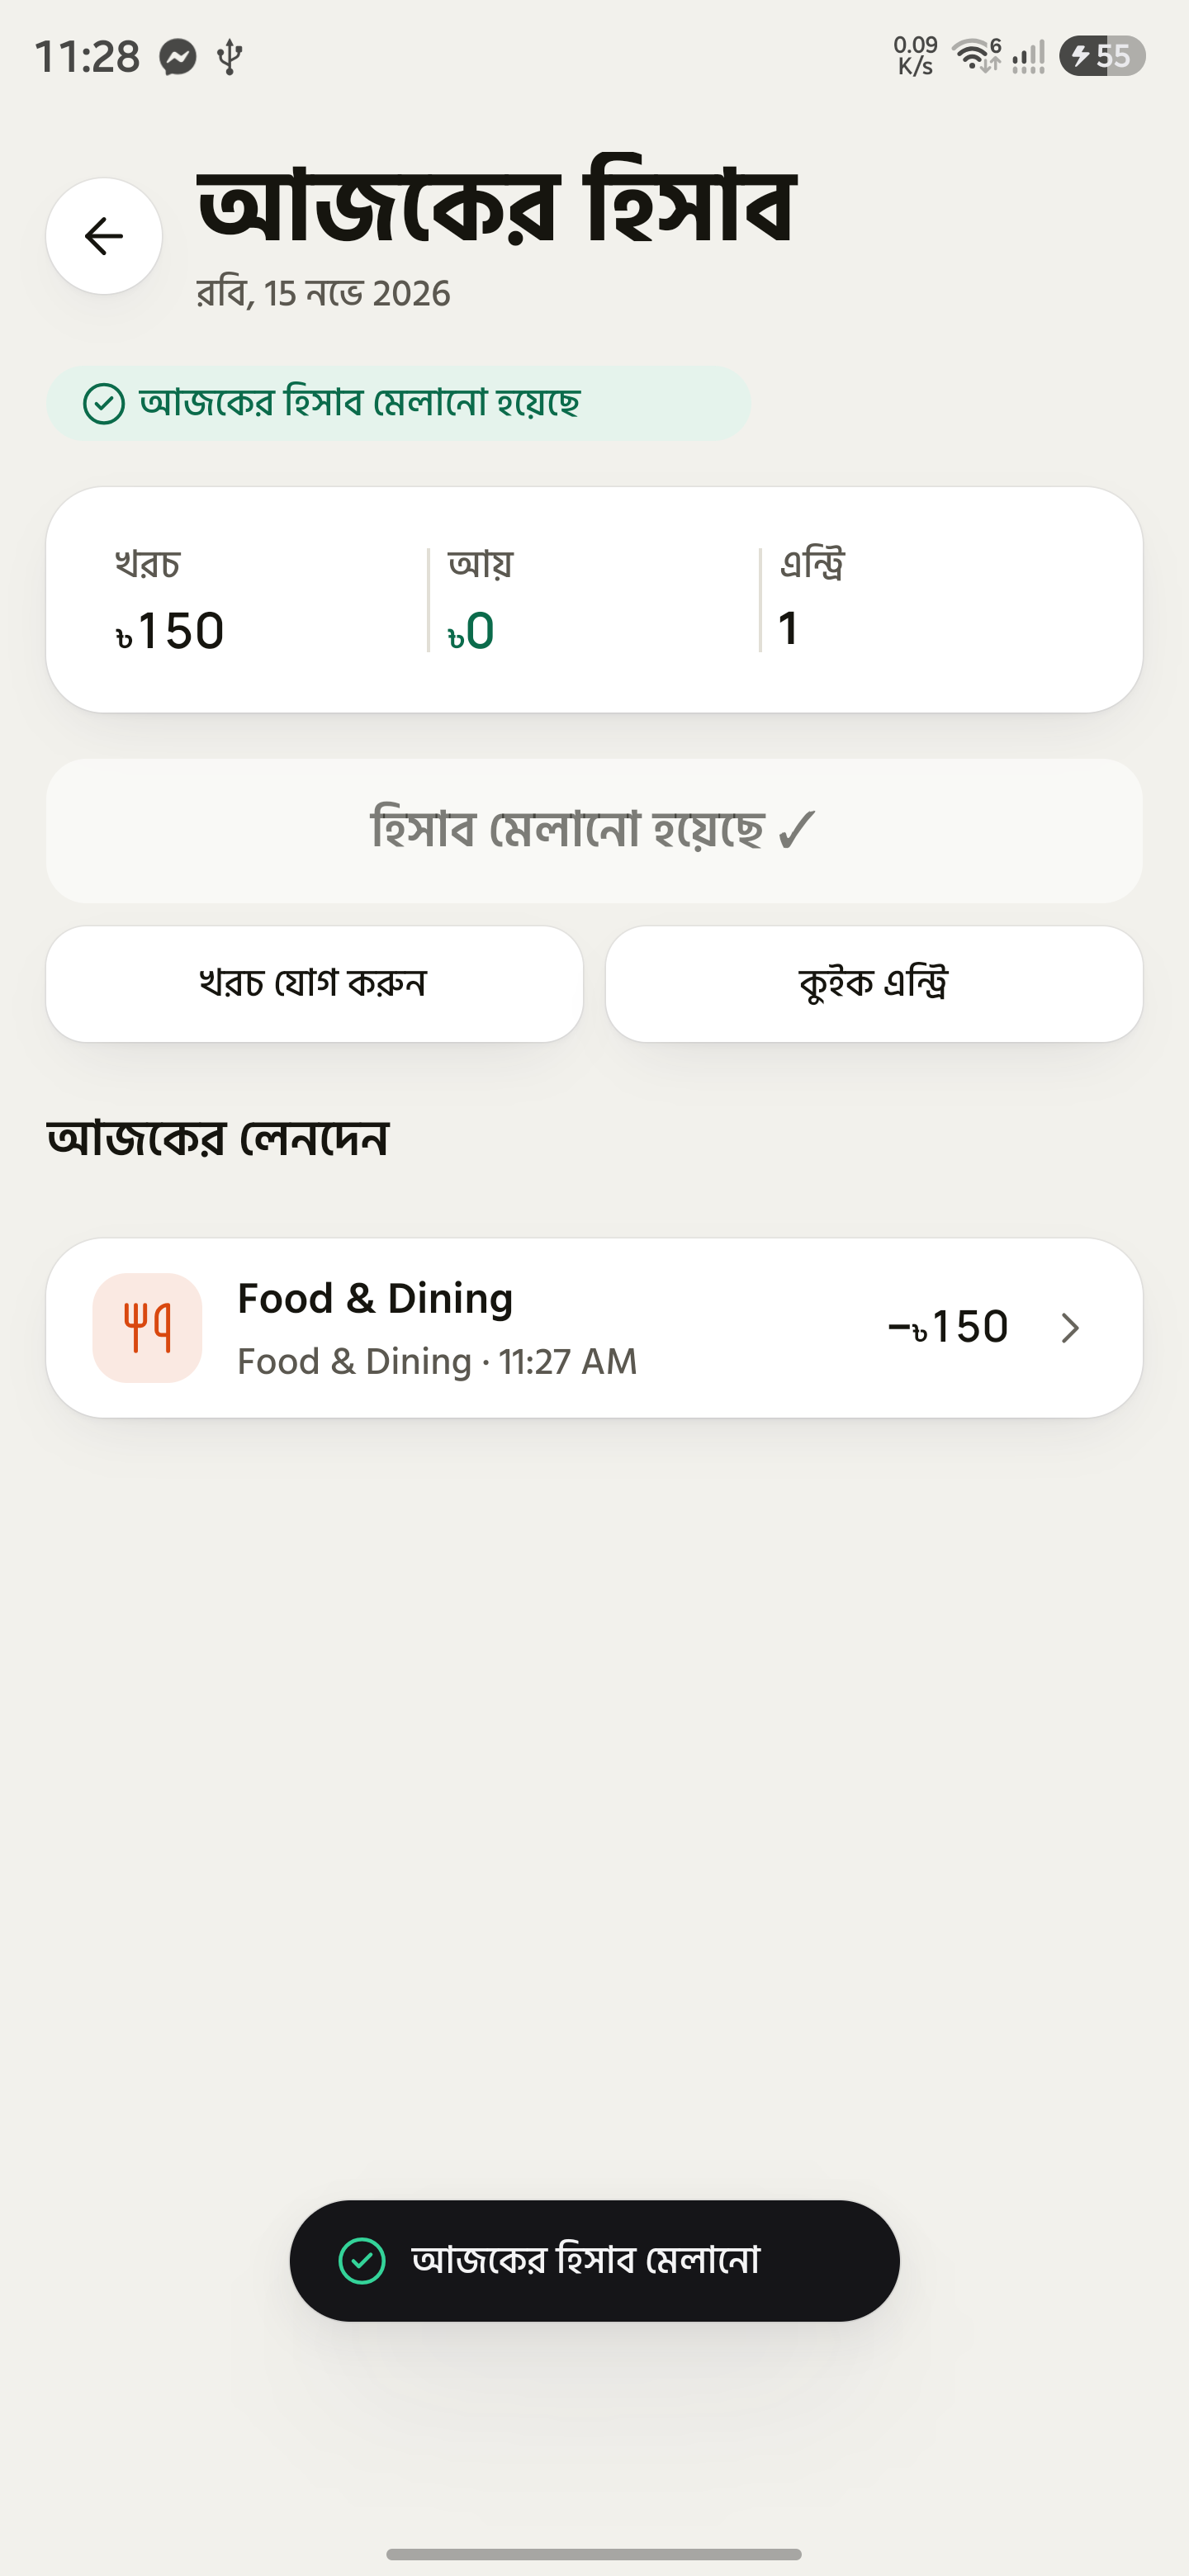 11:28
0.09 K/s
6
55
আজকের হিসাব
রবি, 15 নভে 2026
আজকের হিসাব মেলানো হয়েছে
খরচ
আয়
এন্ট্রি
৳150
৳0
1
হিসাব মেলানো হয়েছে ✓
খরচ যোগ করুন
কুইক এন্ট্রি
আজকের লেনদেন
Food & Dining
Food & Dining · 11:27 AM
−৳150
আজকের হিসাব মেলানো